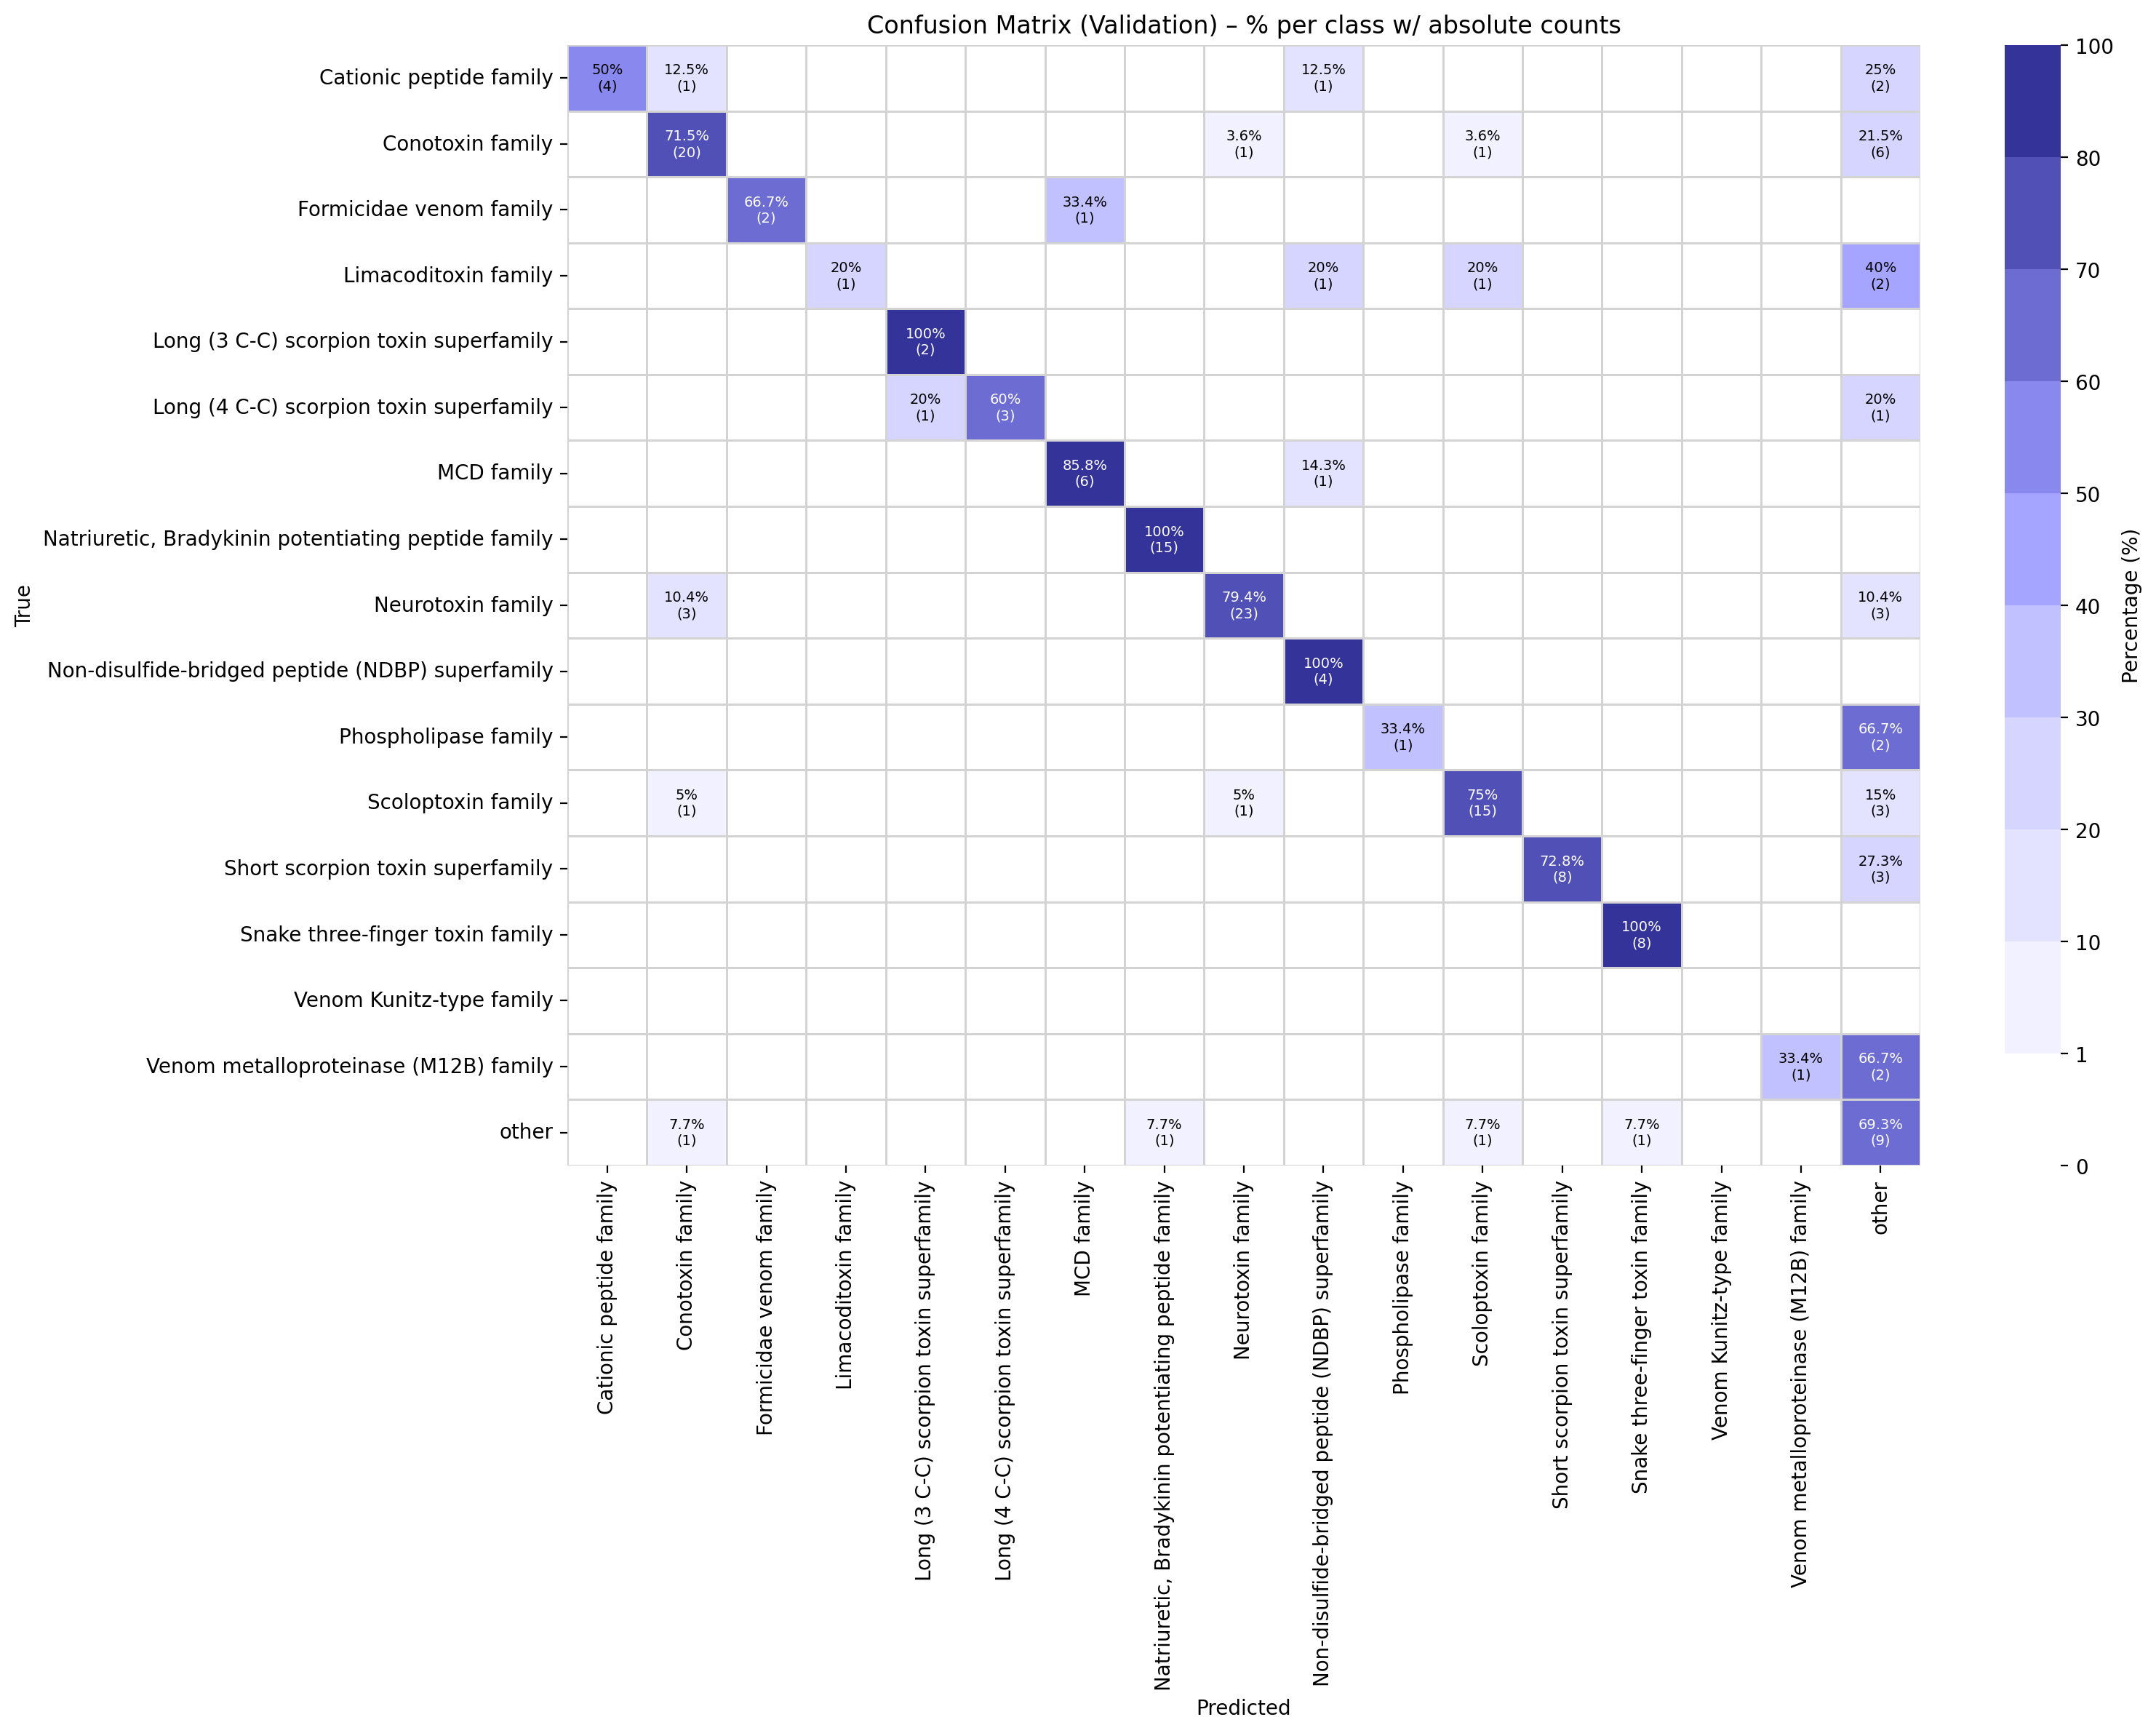 Confusion Matrix (Validation) – % per class w/ absolute counts
True
Cationic peptide family
50%
(4)
12.5%
(1)
12.5%
(1)
25%
(2)
Conotoxin family
71.5%
(20)
3.6%
(1)
3.6%
(1)
21.5%
(6)
Formicidae venom family
66.7%
(2)
33.4%
(1)
Limacoditoxin family
20%
(1)
20%
(1)
20%
(1)
40%
(2)
Long (3 C-C) scorpion toxin superfamily
100%
(2)
Long (4 C-C) scorpion toxin superfamily
20%
(1)
60%
(3)
20%
(1)
MCD family
85.8%
(6)
14.3%
(1)
Natriuretic, Bradykinin potentiating peptide family
100%
(15)
Neurotoxin family
10.4%
(3)
79.4%
(23)
10.4%
(3)
Non-disulfide-bridged peptide (NDBP) superfamily
100%
(4)
Phospholipase family
33.4%
(1)
66.7%
(2)
Scoloptoxin family
5%
(1)
5%
(1)
75%
(15)
15%
(3)
Short scorpion toxin superfamily
72.8%
(8)
27.3%
(3)
Snake three-finger toxin family
100%
(8)
Venom Kunitz-type family
Venom metalloproteinase (M12B) family
33.4%
(1)
66.7%
(2)
other
7.7%
(1)
7.7%
(1)
7.7%
(1)
7.7%
(1)
69.3%
(9)
Cationic peptide family
Conotoxin family
Formicidae venom family
Limacoditoxin family
Long (3 C-C) scorpion toxin superfamily
Long (4 C-C) scorpion toxin superfamily
MCD family
Natriuretic, Bradykinin potentiating peptide family
Neurotoxin family
Non-disulfide-bridged peptide (NDBP) superfamily
Phospholipase family
Scoloptoxin family
Short scorpion toxin superfamily
Snake three-finger toxin family
Venom Kunitz-type family
Venom metalloproteinase (M12B) family
other
Predicted
100
80
70
60
50
40
30
20
10
1
0
Percentage (%)